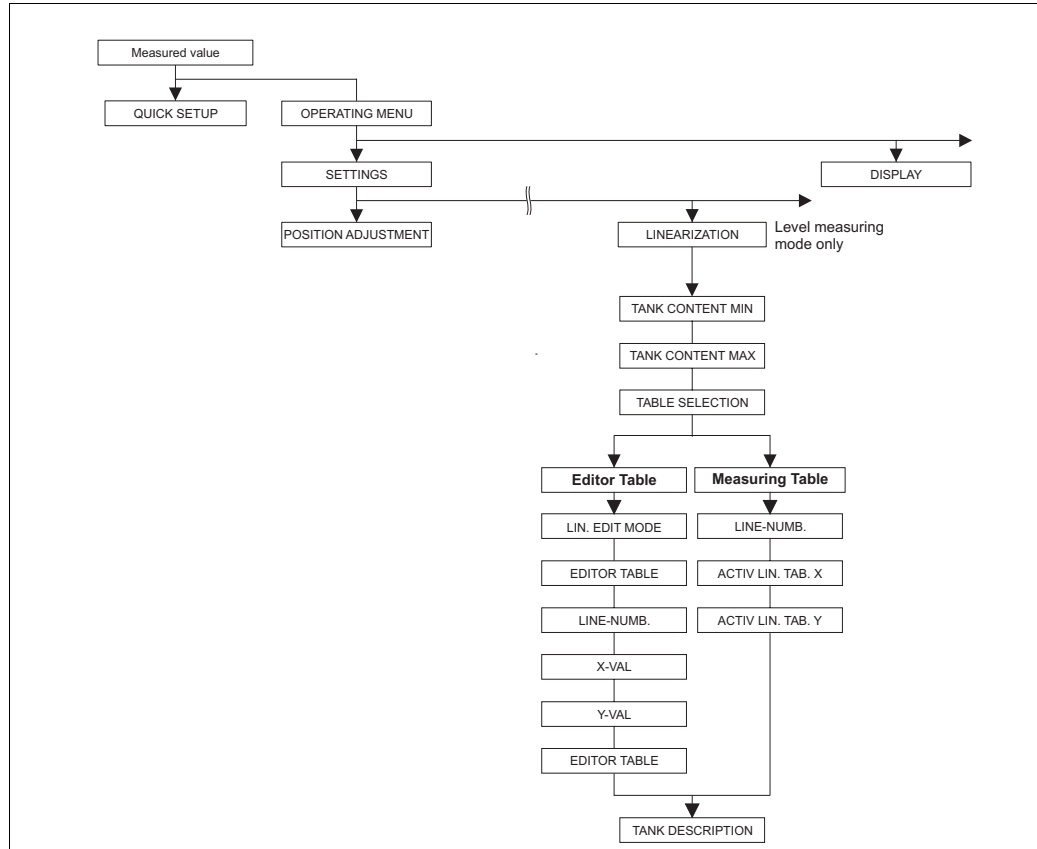 Measured value
QUICK SETUP
OPERATING MENU
SETTINGS
DISPLAY
POSITION ADJUSTMENT
LINEARIZATION
Level measuring
mode only
TANK CONTENT MIN
TANK CONTENT MAX
TABLE SELECTION
Editor Table
Measuring Table
LIN. EDIT MODE
LINE-NUMB.
EDITOR TABLE
ACTIV LIN. TAB. X
LINE-NUMB.
ACTIV LIN. TAB. Y
X-VAL
Y-VAL
EDITOR TABLE
TANK DESCRIPTION